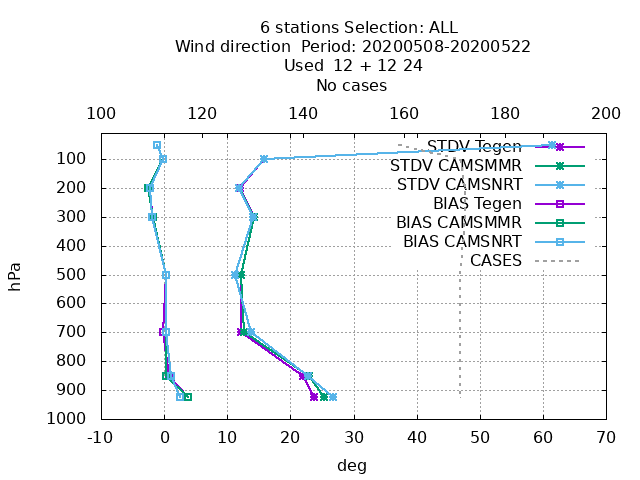 6 stations Selection: ALL
Wind direction  Period: 20200508-20200522
Used  12 + 12 24
No cases
100 120 140 160 180 200
STDV Tegen
100
STDV CAMSMMR
STDV CAMSNRT
200
BIAS Tegen
300
BIAS CAMSMMR
BIAS CAMSNRT
400
CASES
500
hPa
600
700
800
900
1000
-10 0 10 20 30 40 50 60 70
deg